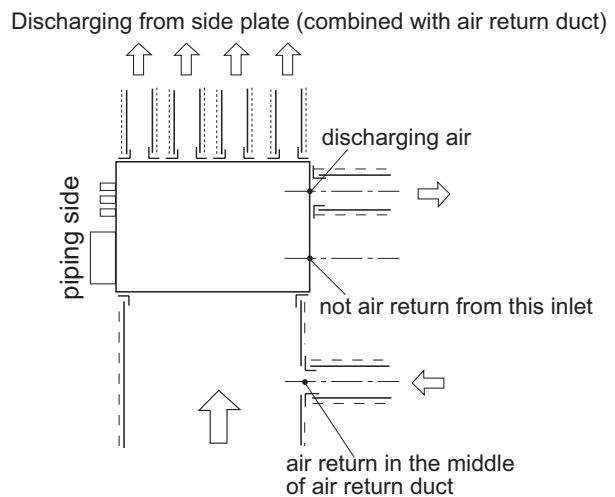 Discharging from side plate (combined with air return duct)
discharging air
piping side
not air return from this inlet
air return in the middle
of air return duct